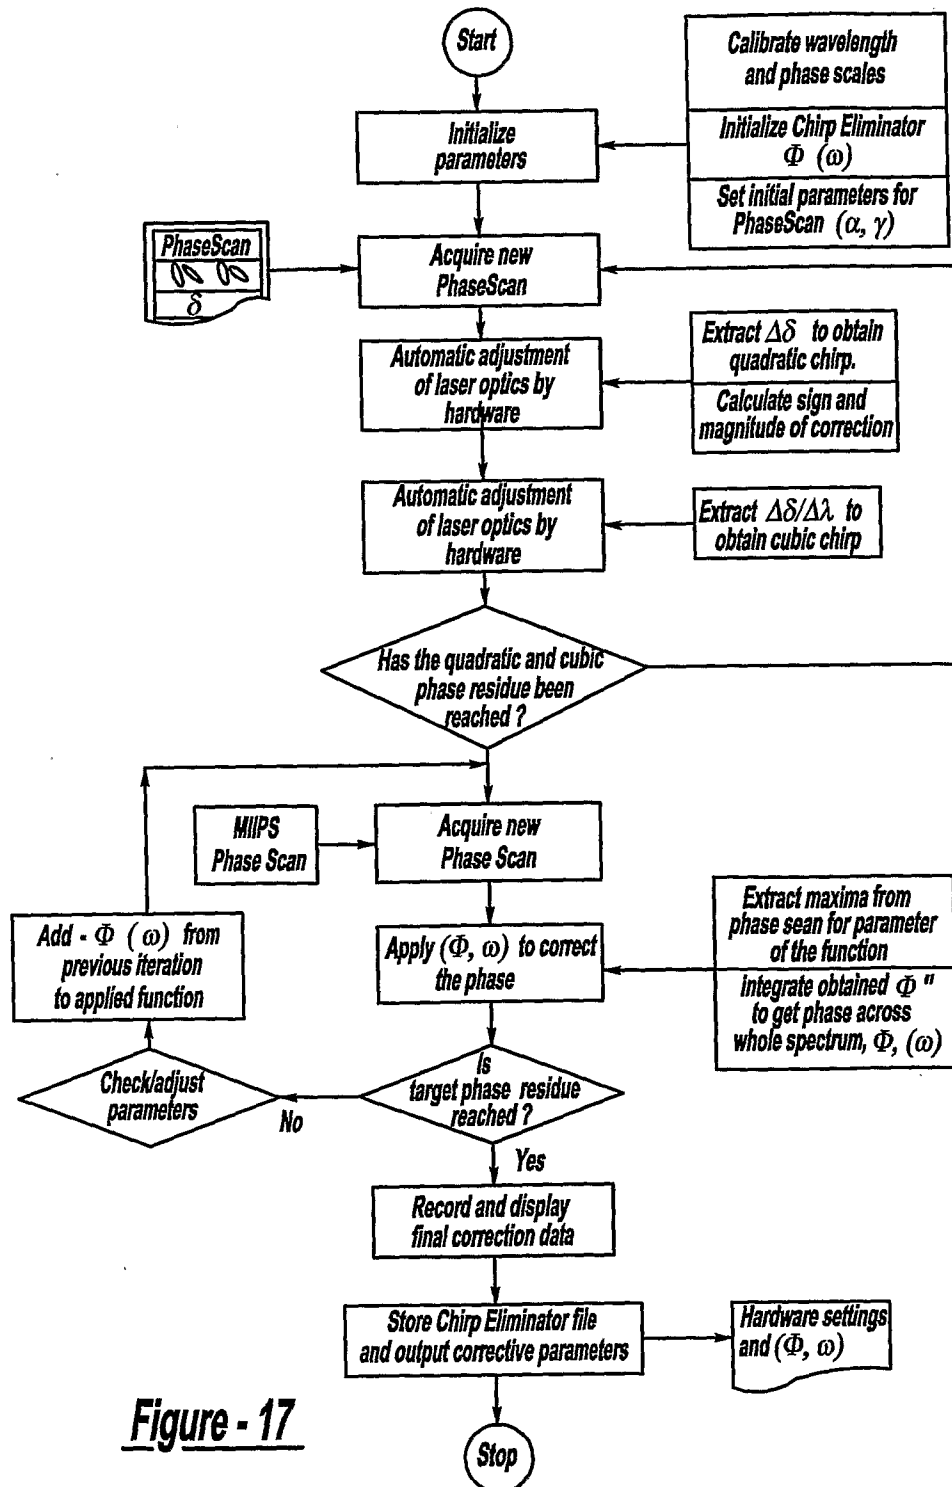 Start
Calibrate wavelength
and phase scales
Initialize Chirp Eliminator
Φ (ω)
Set initial parameters for
PhaseScan (α, γ)
Initialize
parameters
PhaseScan
δ
Acquire new
PhaseScan
Automatic adjustment
of laser optics by
hardware
Extract Δδ to obtain
quadratic chirp.
Calculate sign and
magnitude of correction
Automatic adjustment
of laser optics by
hardware
Extract Δδ/Δλ to
obtain cubic chirp
Has the quadratic and cubic
phase residue been
reached ?
MIIPS
Phase Scan
Acquire new
Phase Scan
Add - Φ (ω) from
previous iteration
to applied function
Apply (Φ, ω) to correct
the phase
Extract maxima from
phase sean for parameter
of the function
integrate obtained Φ "
to get phase across
whole spectrum, Φ, (ω)
Check/adjust
parameters
No
Is
target phase residue
reached ?
Yes
Record and display
final correction data
Store Chirp Eliminator file
and output corrective parameters
Hardware settings
and (Φ, ω)
Figure - 17
Stop